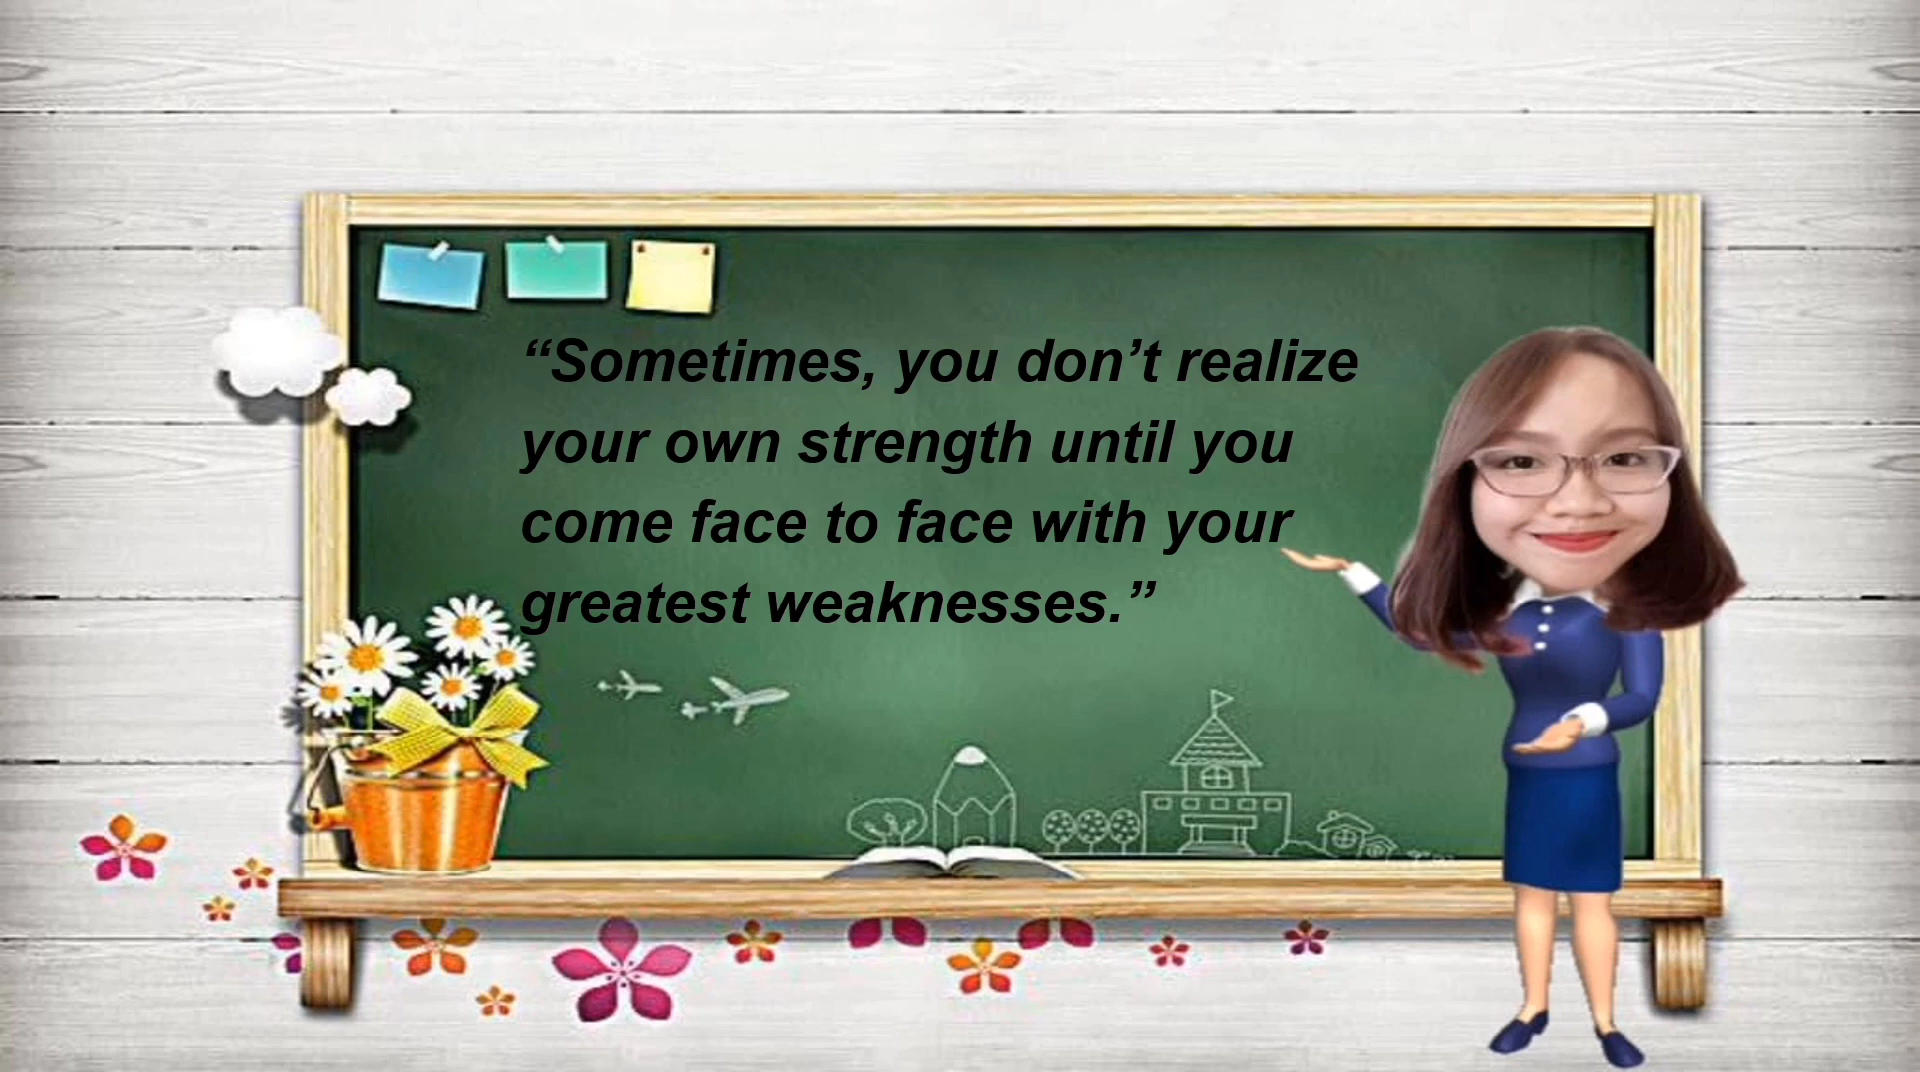 “Sometimes, you don’t realize
your own strength until you
come face to face with your
greatest weaknesses.”